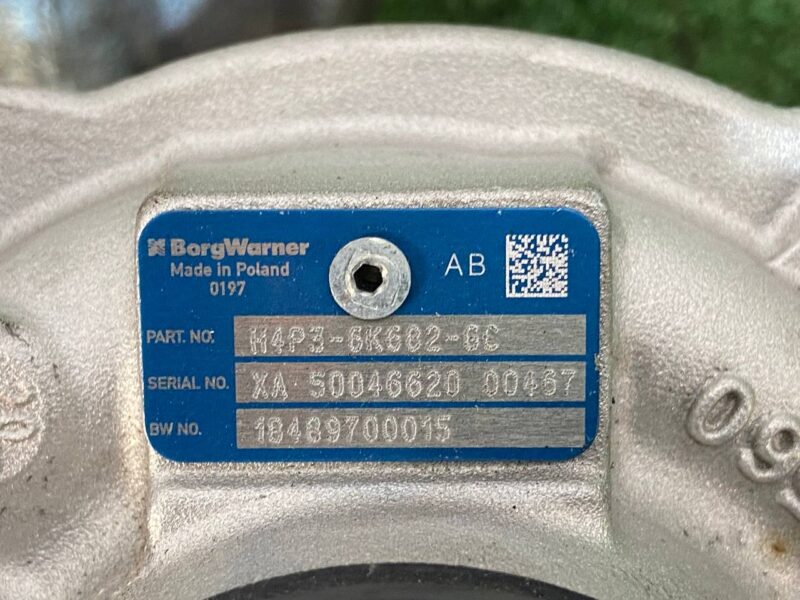 BorgWarner
Made in Poland
0197
AB
PART. NO. H4P3-6K682-GC
SERIAL NO. XA 50046620 00467
BW NO. 18489700015